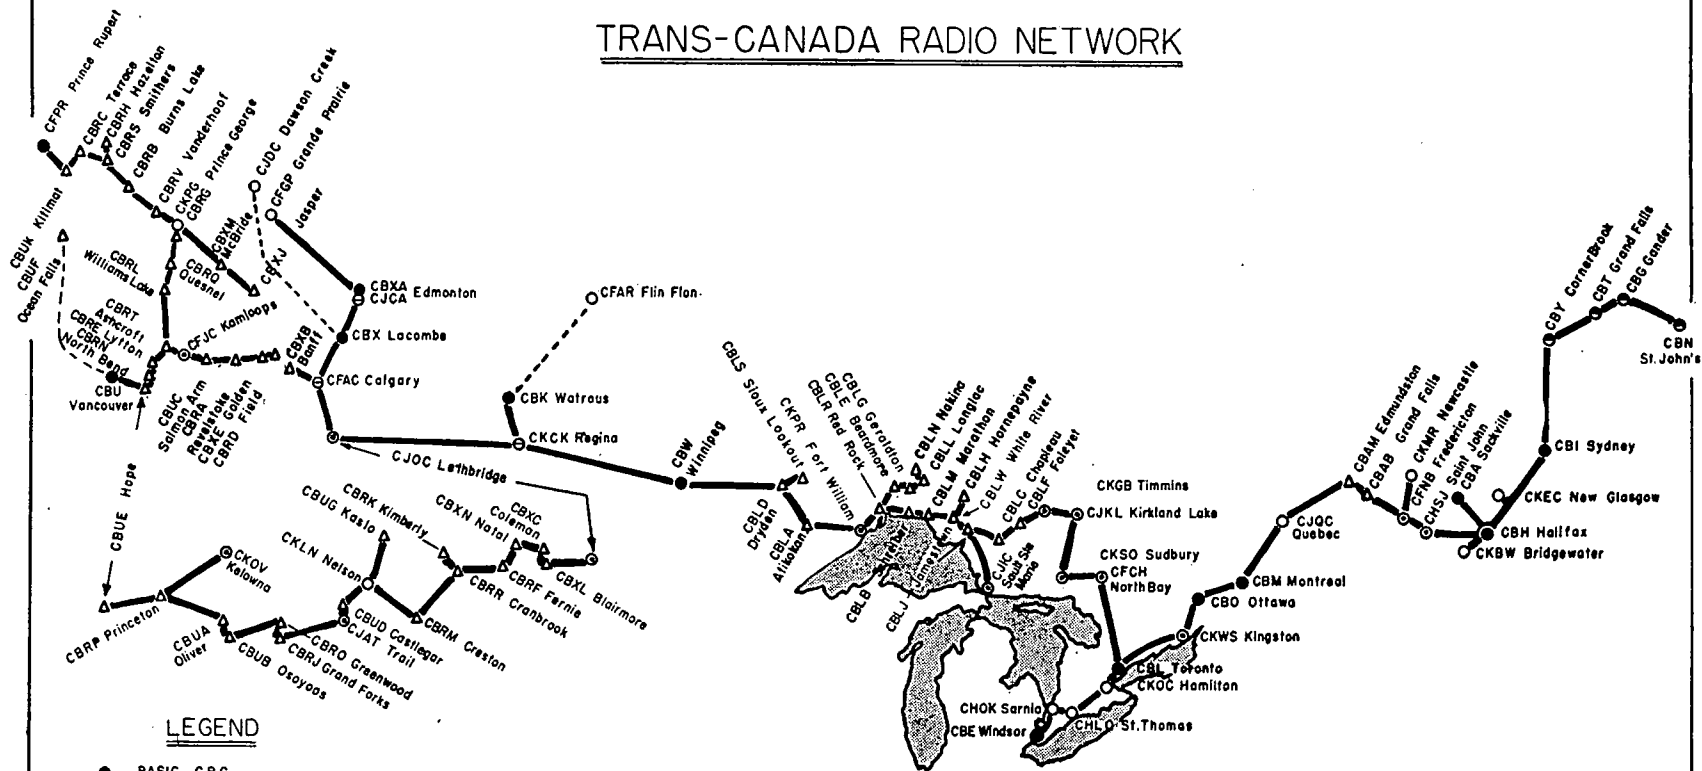 TRANS-CANADA RADIO NETWORK
CFPR Prince Rupert
CBRC Terrace
CBRH Hazelton
CBRS Smithers
CBRB Burns Lake
CBRV Vanderhoof
CKPG
CBRG Prince George
CJDC Dawson Creek
CFGP Grande Prairie
Jasper
CBXJ
CBXM
McBride
CBUK Kitimat
CBUF
Ocean Falls
CBRL
Williams Lake
CBRQ
Quesnel
CBRT
Ashcroft
CBRE Lytton
CBRN
North Bend
CFJC Kamloops
CBU
Vancouver
CBUC
Salmon Arm
CBRA
Revelstoke
CBXE Golden
CBRD Field
CBXB
Banff
CBXA
CJCA
Edmonton
CBX Lacombe
CFAC Calgary
CJOC Lethbridge
CFAR Flin Flon
CBK Watrous
CKCK Regina
CBW
Winnipeg
CBUE Hope
CBRP Princeton
CKOV
Kelowna
CBUA
Oliver
CBUB Osoyoos
CBRO Greenwood
CBRJ Grand Forks
CJAT Trail
CBUD Castlegar
CKLN Nelson
CBUG Kaslo
CBRM Creston
CBRK Kimberly
CBRR Cranbrook
CBRF Fernie
CBXN Natal
CBXC
Coleman
CBXL Blairmore
CBLS Sioux Lookout
CBLD
Dryden
CBLA
Atikokan
CKPR Fort William
CBLR Red Rock
CBLE Beardmore
CBLG Geraldton
CBLN Nakina
CBLL Longlac
CBLM Marathon
CBLH Hornepayne
CBLW White River
CBLB Schreiber
CBLJ Jamestown
CJIC
Sault Ste
Marie
CBLG Chapleau
CBLF Foleyet
CKGB Timmins
CJKL Kirkland Lake
CKSO Sudbury
CFCH
North Bay
CBL Toronto
CKOC Hamilton
CHOK Sarnia
CHLO St. Thomas
CBE Windsor
CKWS Kingston
CBO Ottawa
CBM Montreal
CJQC
Quebec
CBAM Edmundston
CBAB Grand Falls
CKMR Newcastle
CFNB Fredericton
CHSJ Saint John
CBA Sackville
CKEC New Glasgow
CBH Halifax
CKBW Bridgewater
CBI Sydney
CBY Corner Brook
CBT Grand Falls
CBG Gander
CBN
St. John's
LEGEND
BASIC C.B.C.